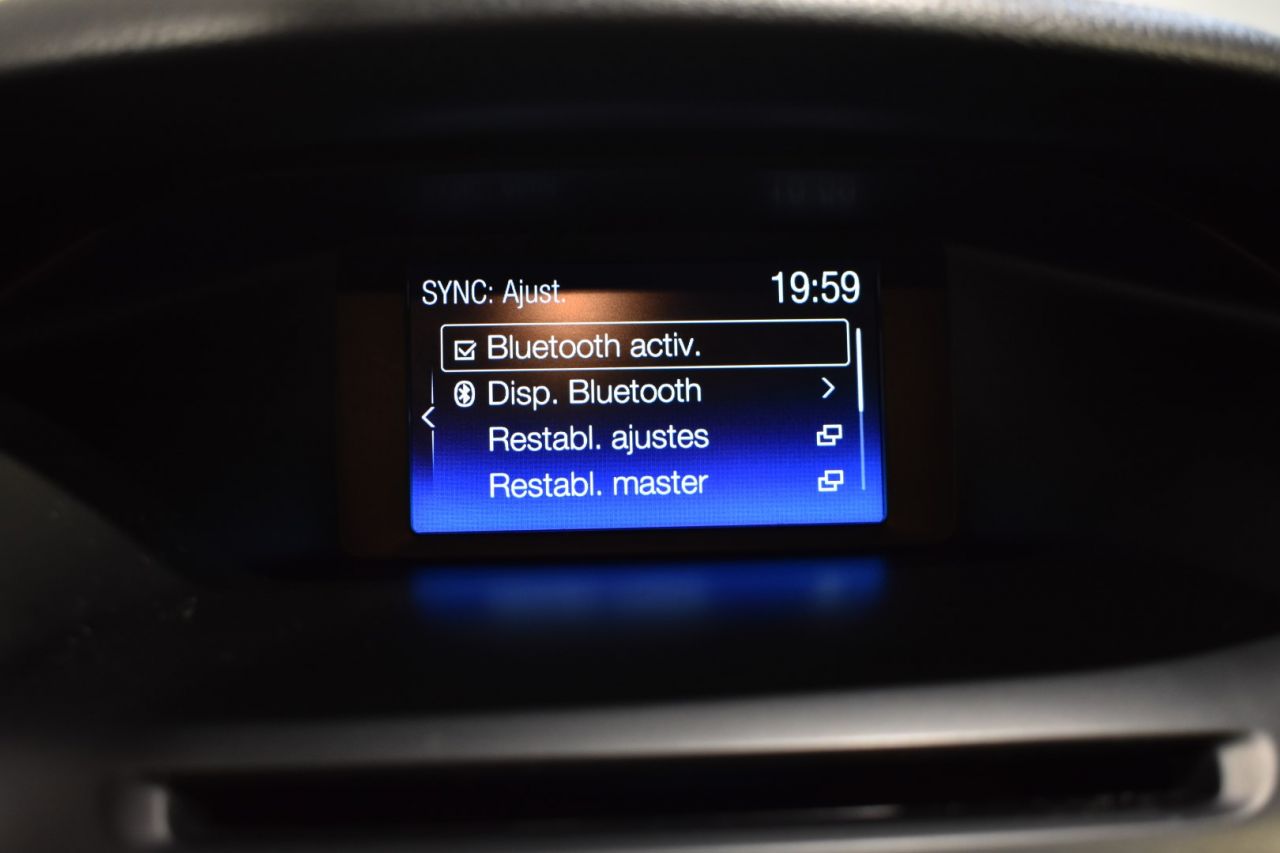 SYNC: Ajust. 19:59
Bluetooth activ.
Disp. Bluetooth
Restabl. ajustes
Restabl. master